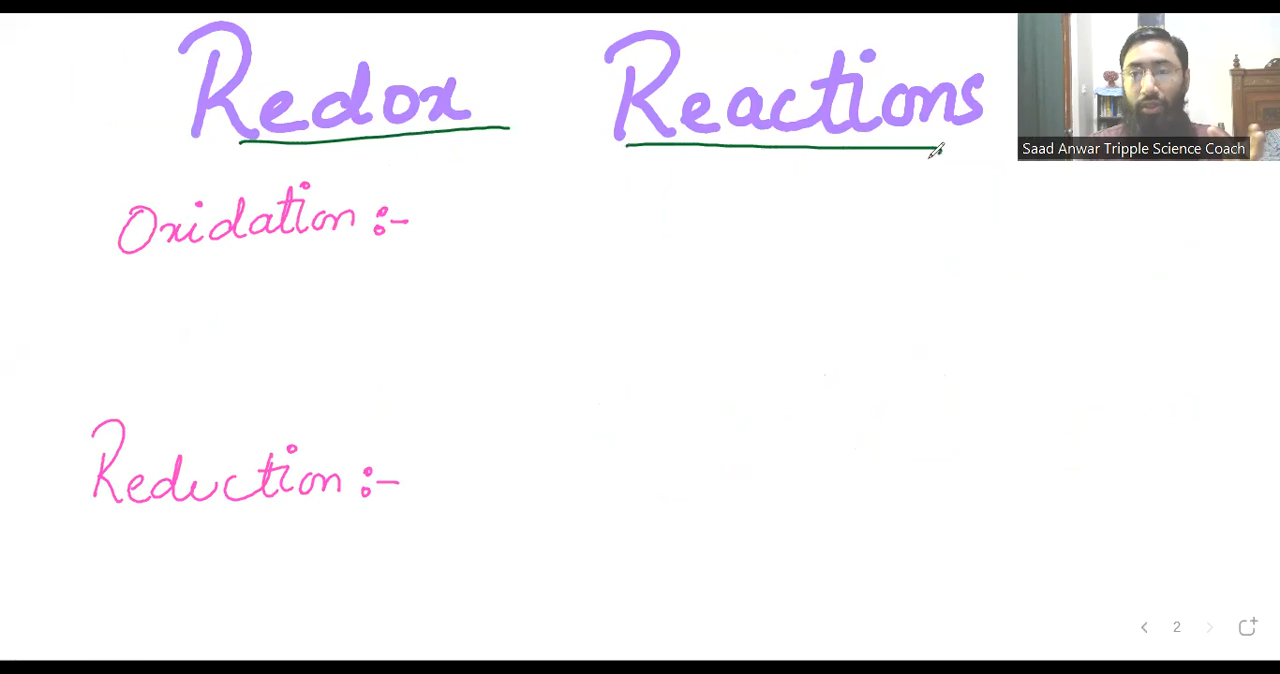 Redox Reactions
Saad Anwar Tripple Science Coach
Oxidation :-
Reduction :-
2